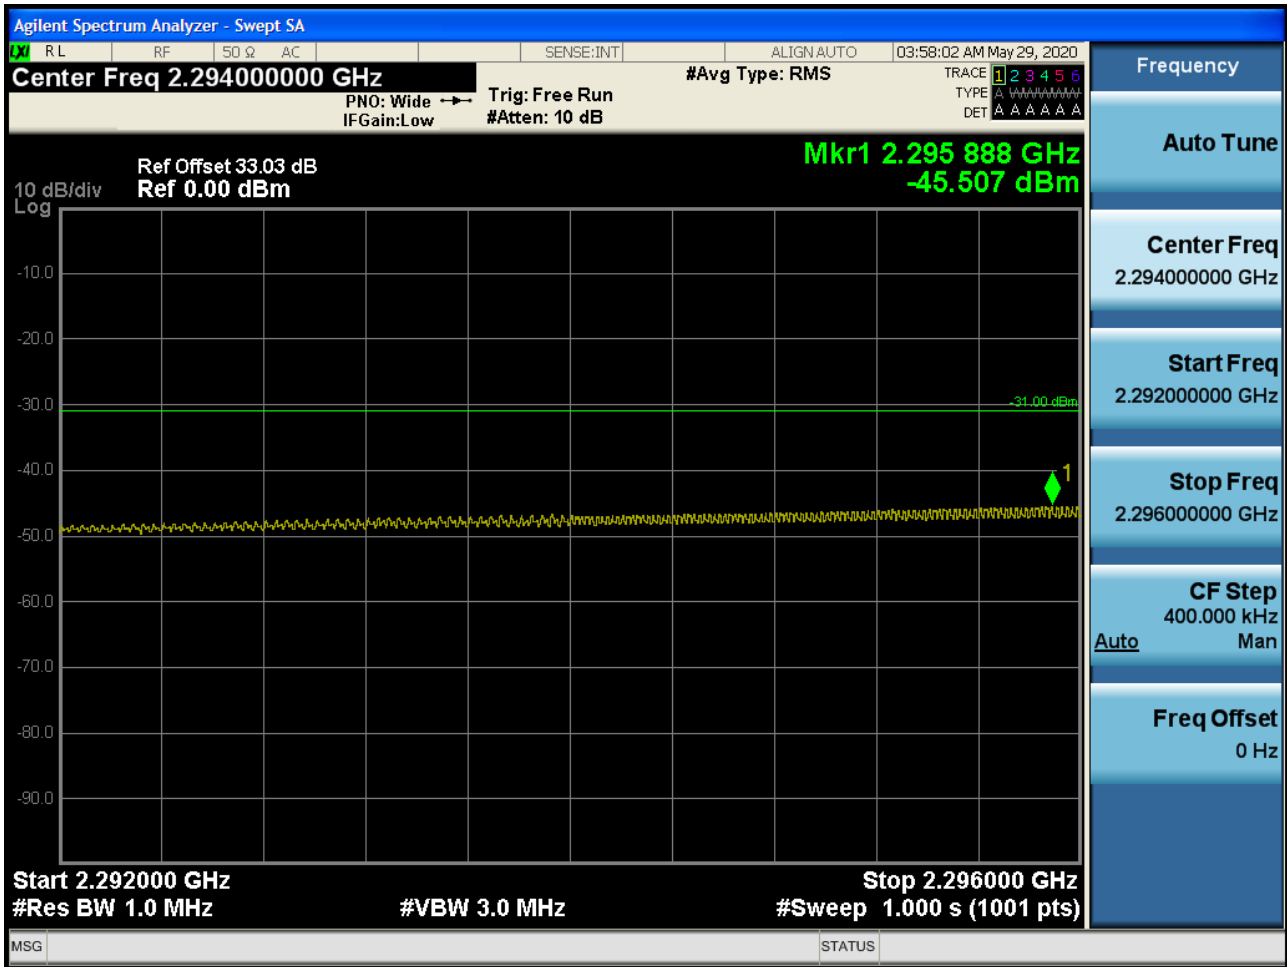 Agilent Spectrum Analyzer - Swept SA
LXI RL RF 50 Ω AC SENSE:INT ALIGN AUTO 03:58:02 AM May 29, 2020
Center Freq 2.294000000 GHz
PNO: Wide
IFGain:Low
Trig: Free Run
#Atten: 10 dB
#Avg Type: RMS
TRACE 1 2 3 4 5 6
TYPE A WWWWW
DET A A A A A A
Mkr1 2.295 888 GHz
-45.507 dBm
Ref Offset 33.03 dB
10 dB/div Ref 0.00 dBm
Log
-10.0
-20.0
-30.0
-31.00 dBm
-40.0
1
-50.0
-60.0
-70.0
-80.0
-90.0
Start 2.292000 GHz Stop 2.296000 GHz
#Res BW 1.0 MHz #VBW 3.0 MHz #Sweep 1.000 s (1001 pts)
MSG STATUS
Frequency
Auto Tune
Center Freq
2.294000000 GHz
Start Freq
2.292000000 GHz
Stop Freq
2.296000000 GHz
CF Step
400.000 kHz
Auto Man
Freq Offset
0 Hz